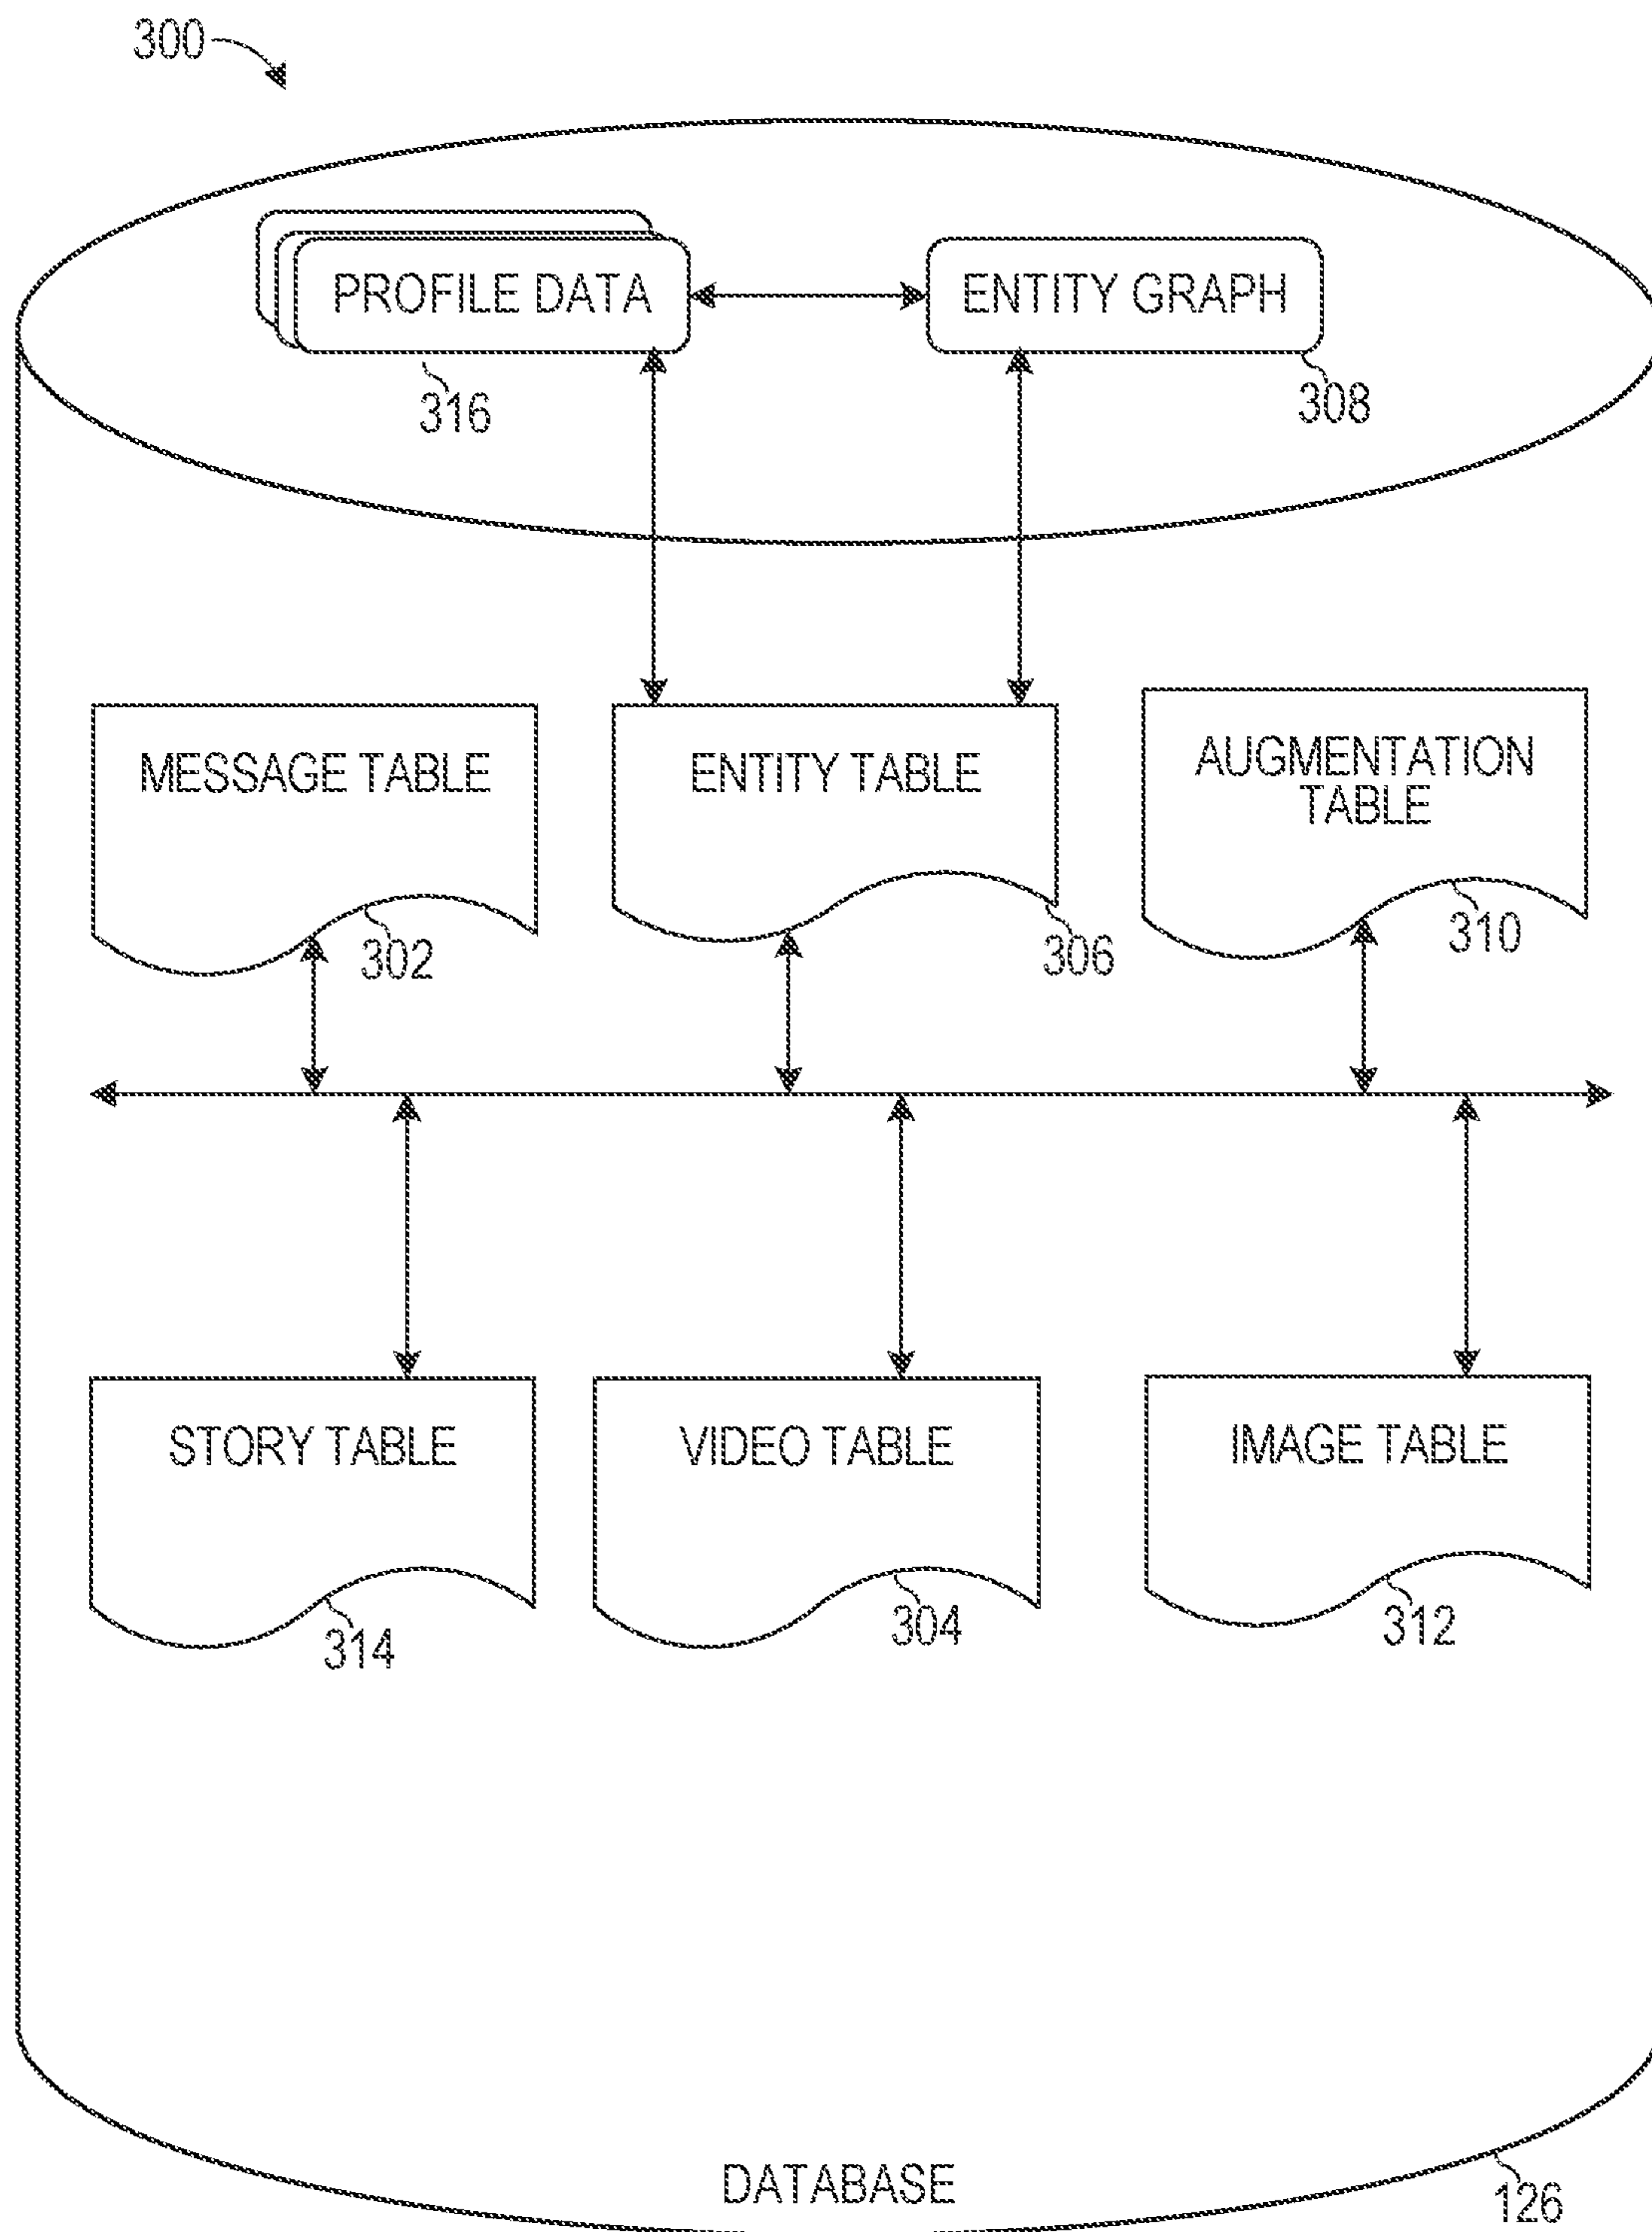 300
PROFILE DATA
ENTITY GRAPH
316
308
MESSAGE TABLE
ENTITY TABLE
AUGMENTATION
TABLE
302
306
310
STORY TABLE
VIDEO TABLE
IMAGE TABLE
314
304
312
DATABASE
126